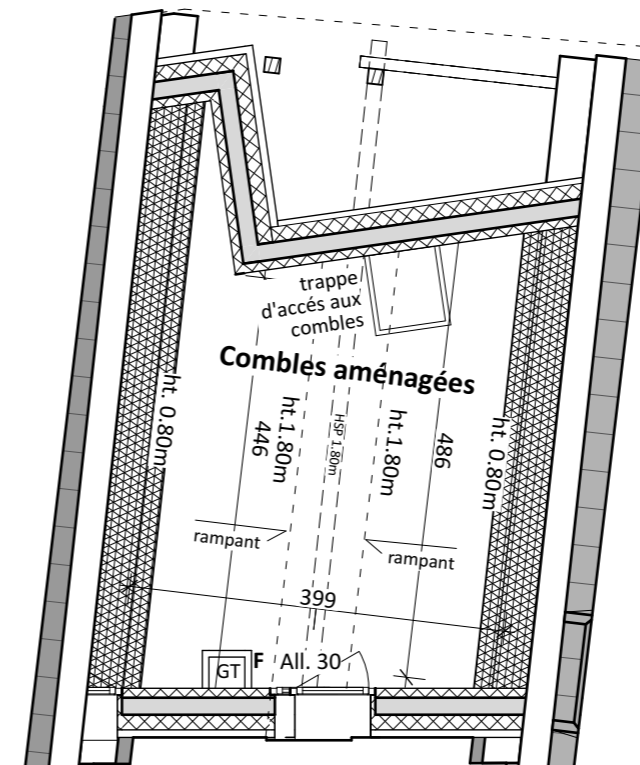 trappe
d'accés aux
combles
Combles aménagées
ht. 0.80m
446
ht.1.80m
HSP 1.80m
ht.1.80m
486
ht. 0.80m
rampant
rampant
399
GT
F
All. 30